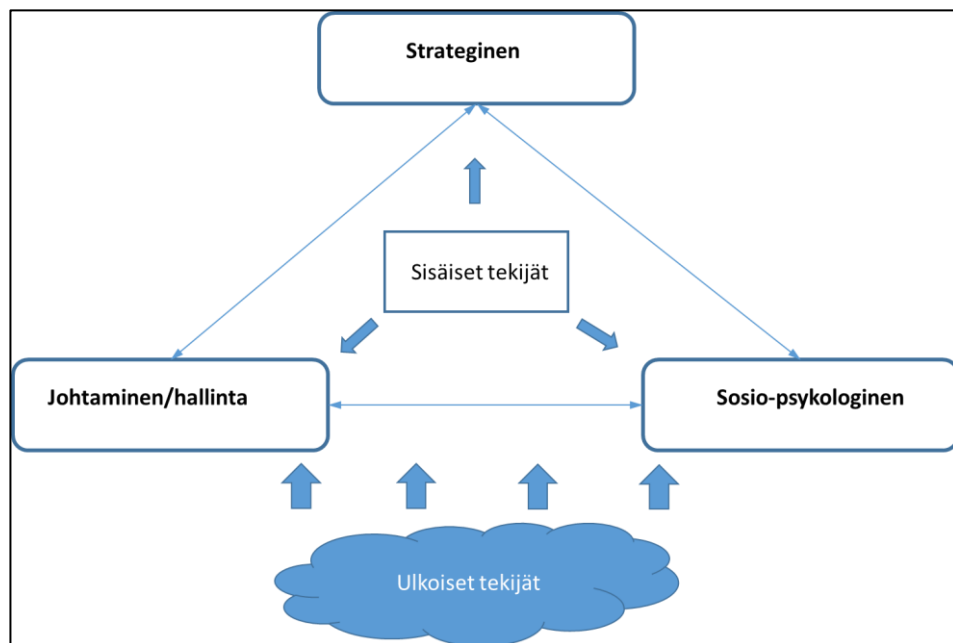 Strateginen
Sisäiset tekijät
Johtaminen/hallinta
Sosio-psykologinen
Ulkoiset tekijät